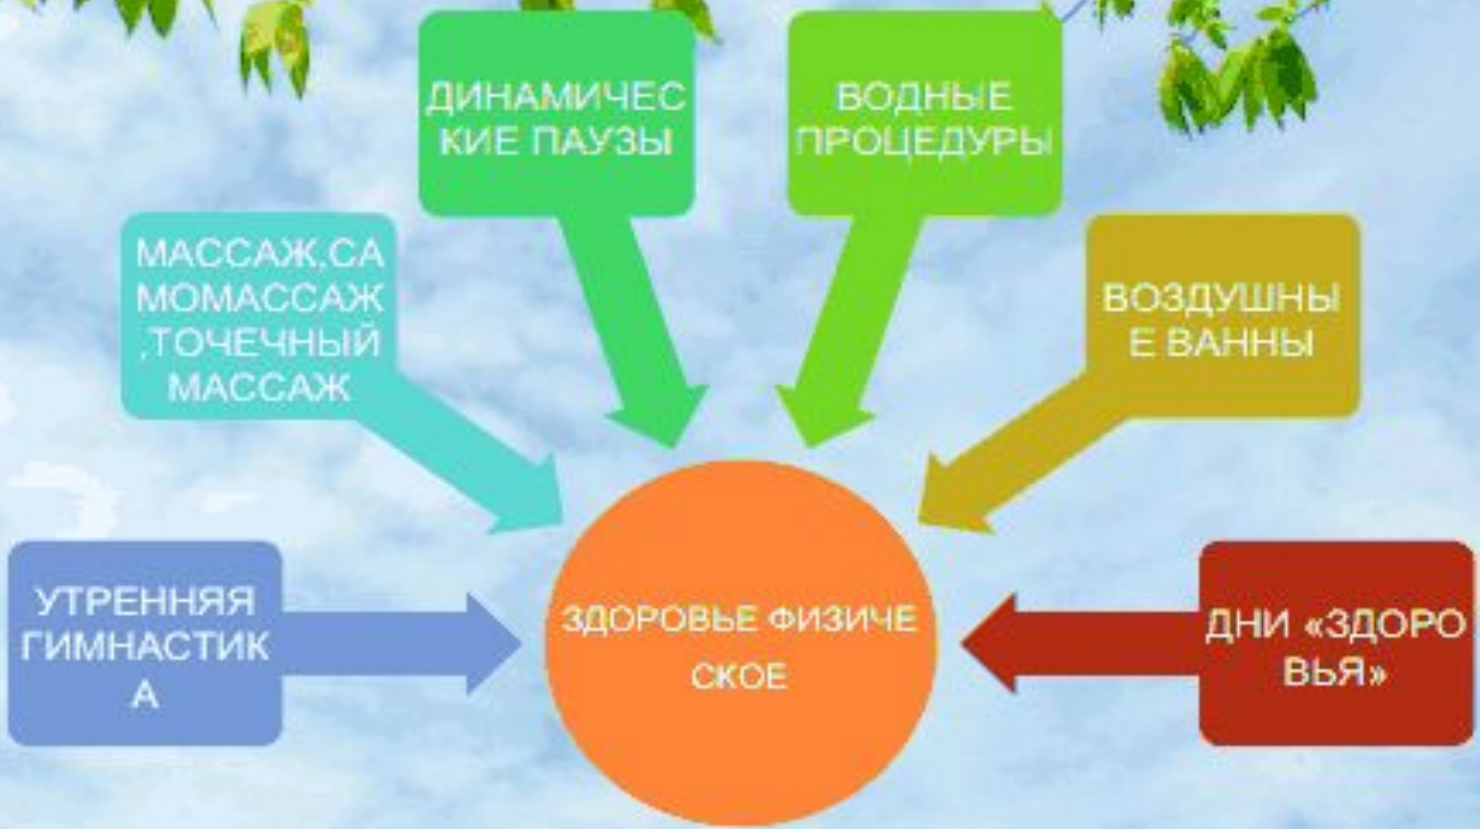 ДИНАМИЧЕС
КИЕ ПАУЗЫ
ВОДНЫЕ
ПРОЦЕДУРЫ
МАССАЖ,СА
МОМАССАЖ
,ТОЧЕЧНЫЙ
МАССАЖ
ВОЗДУШНЫ
Е ВАННЫ
УТРЕННЯЯ
ГИМНАСТИК
А
ЗДОРОВЬЕ ФИЗИЧЕ
СКОЕ
ДНИ «ЗДОРО
ВЬЯ»